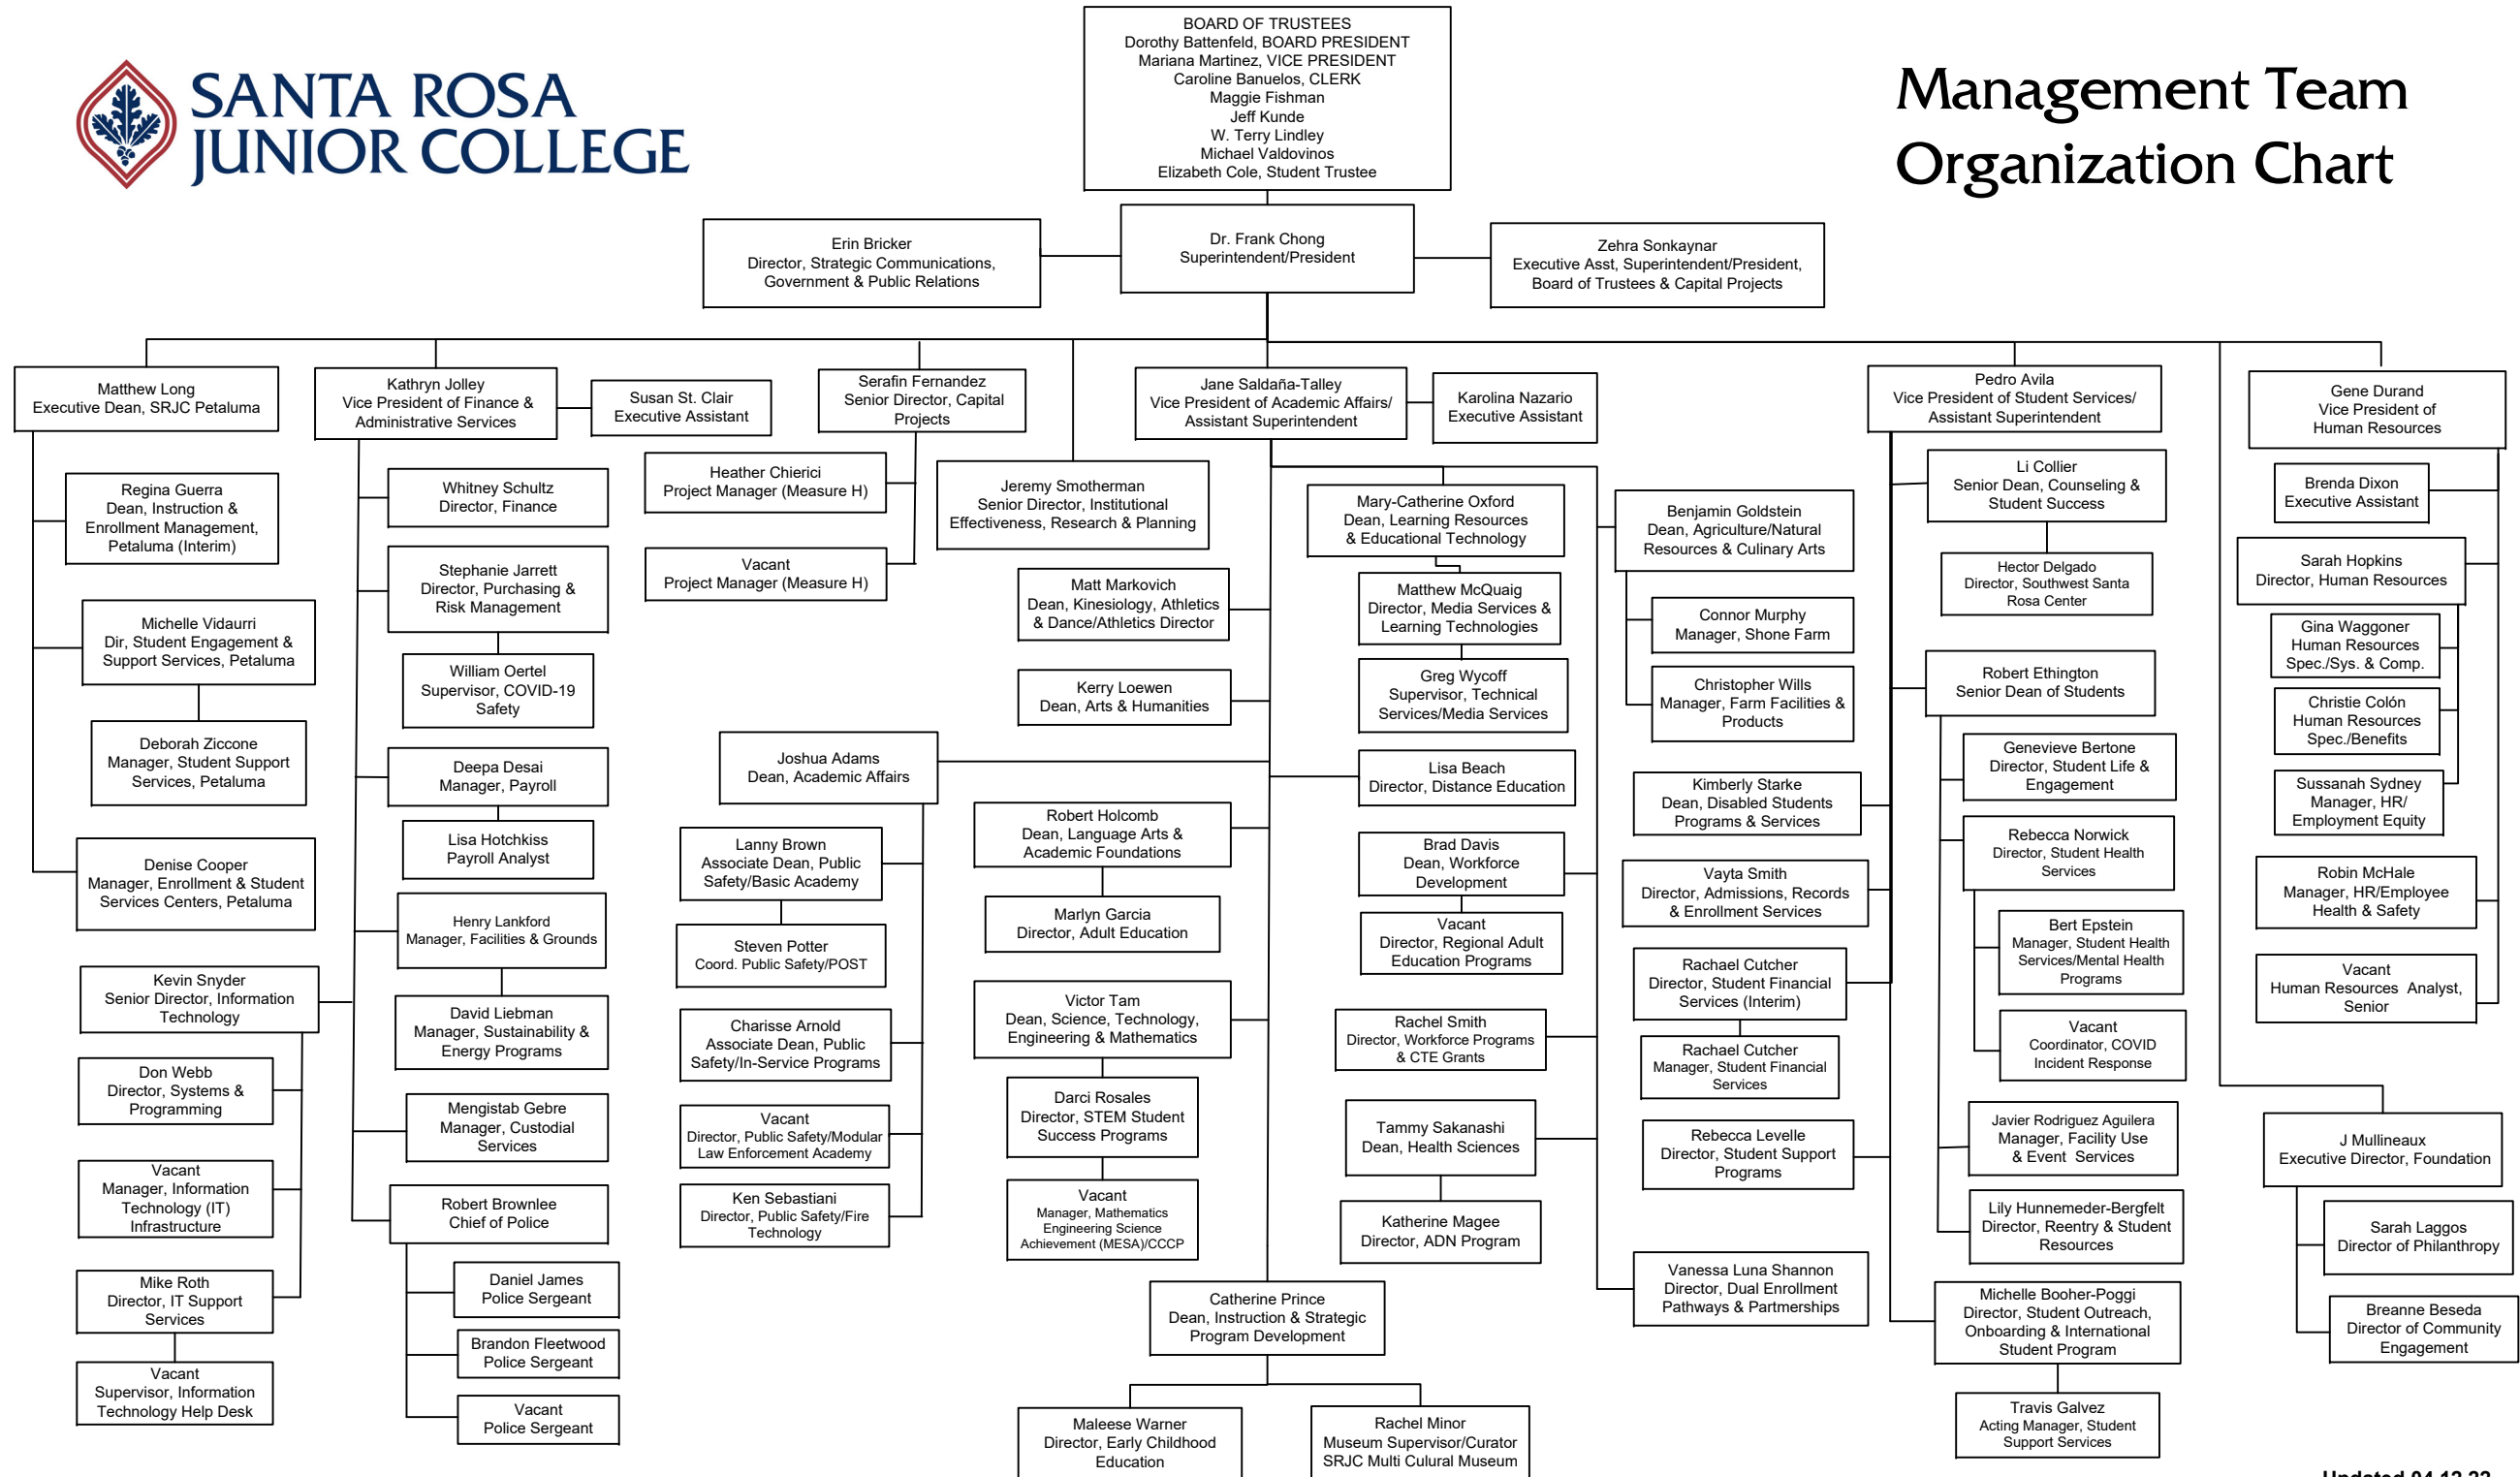 SANTA ROSA
JUNIOR COLLEGE
Management Team
Organization Chart
BOARD OF TRUSTEES
Dorothy Battenfeld, BOARD PRESIDENT
Mariana Martinez, VICE PRESIDENT
Caroline Banuelos, CLERK
Maggie Fishman
Jeff Kunde
W. Terry Lindley
Michael Valdovinos
Elizabeth Cole, Student Trustee
Erin Bricker
Director, Strategic Communications,
Government & Public Relations
Dr. Frank Chong
Superintendent/President
Zehra Sonkaynar
Executive Asst, Superintendent/President,
Board of Trustees & Capital Projects
Matthew Long
Executive Dean, SRJC Petaluma
Regina Guerra
Dean, Instruction &
Enrollment Management,
Petaluma (Interim)
Michelle Vidaurri
Dir, Student Engagement &
Support Services, Petaluma
Deborah Ziccone
Manager, Student Support
Services, Petaluma
Denise Cooper
Manager, Enrollment & Student
Services Centers, Petaluma
Kathryn Jolley
Vice President of Finance &
Administrative Services
Susan St. Clair
Executive Assistant
Whitney Schultz
Director, Finance
Stephanie Jarrett
Director, Purchasing &
Risk Management
William Oertel
Supervisor, COVID-19
Safety
Deepa Desai
Manager, Payroll
Lisa Hotchkiss
Payroll Analyst
Henry Lankford
Manager, Facilities & Grounds
David Liebman
Manager, Sustainability &
Energy Programs
Kevin Snyder
Senior Director, Information
Technology
Don Webb
Director, Systems &
Programming
Vacant
Manager, Information
Technology (IT)
Infrastructure
Mike Roth
Director, IT Support
Services
Vacant
Supervisor, Information
Technology Help Desk
Mengistab Gebre
Manager, Custodial
Services
Robert Brownlee
Chief of Police
Daniel James
Police Sergeant
Brandon Fleetwood
Police Sergeant
Vacant
Police Sergeant
Serafin Fernandez
Senior Director, Capital
Projects
Heather Chierici
Project Manager (Measure H)
Vacant
Project Manager (Measure H)
Jeremy Smotherman
Senior Director, Institutional
Effectiveness, Research & Planning
Jane Saldaña-Talley
Vice President of Academic Affairs/
Assistant Superintendent
Karolina Nazario
Executive Assistant
Matt Markovich
Dean, Kinesiology, Athletics
& Dance/Athletics Director
Kerry Loewen
Dean, Arts & Humanities
Joshua Adams
Dean, Academic Affairs
Lanny Brown
Associate Dean, Public
Safety/Basic Academy
Steven Potter
Coord. Public Safety/POST
Charisse Arnold
Associate Dean, Public
Safety/In-Service Programs
Vacant
Director, Public Safety/Modular
Law Enforcement Academy
Ken Sebastiani
Director, Public Safety/Fire
Technology
Robert Holcomb
Dean, Language Arts &
Academic Foundations
Marlyn Garcia
Director, Adult Education
Victor Tam
Dean, Science, Technology,
Engineering & Mathematics
Darci Rosales
Director, STEM Student
Success Programs
Vacant
Manager, Mathematics
Engineering Science
Achievement (MESA)/CCCP
Catherine Prince
Dean, Instruction & Strategic
Program Development
Maleese Warner
Director, Early Childhood
Education
Rachel Minor
Museum Supervisor/Curator
SRJC Multi Culural Museum
Mary-Catherine Oxford
Dean, Learning Resources
& Educational Technology
Matthew McQuaig
Director, Media Services &
Learning Technologies
Greg Wycoff
Supervisor, Technical
Services/Media Services
Lisa Beach
Director, Distance Education
Brad Davis
Dean, Workforce
Development
Vacant
Director, Regional Adult
Education Programs
Rachel Smith
Director, Workforce Programs
& CTE Grants
Tammy Sakanashi
Dean, Health Sciences
Katherine Magee
Director, ADN Program
Benjamin Goldstein
Dean, Agriculture/Natural
Resources & Culinary Arts
Connor Murphy
Manager, Shone Farm
Christopher Wills
Manager, Farm Facilities &
Products
Vanessa Luna Shannon
Director, Dual Enrollment
Pathways & Partmerships
Pedro Avila
Vice President of Student Services/
Assistant Superintendent
Li Collier
Senior Dean, Counseling &
Student Success
Hector Delgado
Director, Southwest Santa
Rosa Center
Robert Ethington
Senior Dean of Students
Genevieve Bertone
Director, Student Life &
Engagement
Rebecca Norwick
Director, Student Health
Services
Bert Epstein
Manager, Student Health
Services/Mental Health
Programs
Vacant
Coordinator, COVID
Incident Response
Javier Rodriguez Aguilera
Manager, Facility Use
& Event Services
Lily Hunnemeder-Bergfelt
Director, Reentry & Student
Resources
Kimberly Starke
Dean, Disabled Students
Programs & Services
Vayta Smith
Director, Admissions, Records
& Enrollment Services
Rachael Cutcher
Director, Student Financial
Services (Interim)
Rachael Cutcher
Manager, Student Financial
Services
Rebecca Levelle
Director, Student Support
Programs
Michelle Booher-Poggi
Director, Student Outreach,
Onboarding & International
Student Program
Travis Galvez
Acting Manager, Student
Support Services
Gene Durand
Vice President of
Human Resources
Brenda Dixon
Executive Assistant
Sarah Hopkins
Director, Human Resources
Gina Waggoner
Human Resources
Spec./Sys. & Comp.
Christie Colón
Human Resources
Spec./Benefits
Sussanah Sydney
Manager, HR/
Employment Equity
Robin McHale
Manager, HR/Employee
Health & Safety
Vacant
Human Resources Analyst,
Senior
J Mullineaux
Executive Director, Foundation
Sarah Laggos
Director of Philanthropy
Breanne Beseda
Director of Community
Engagement